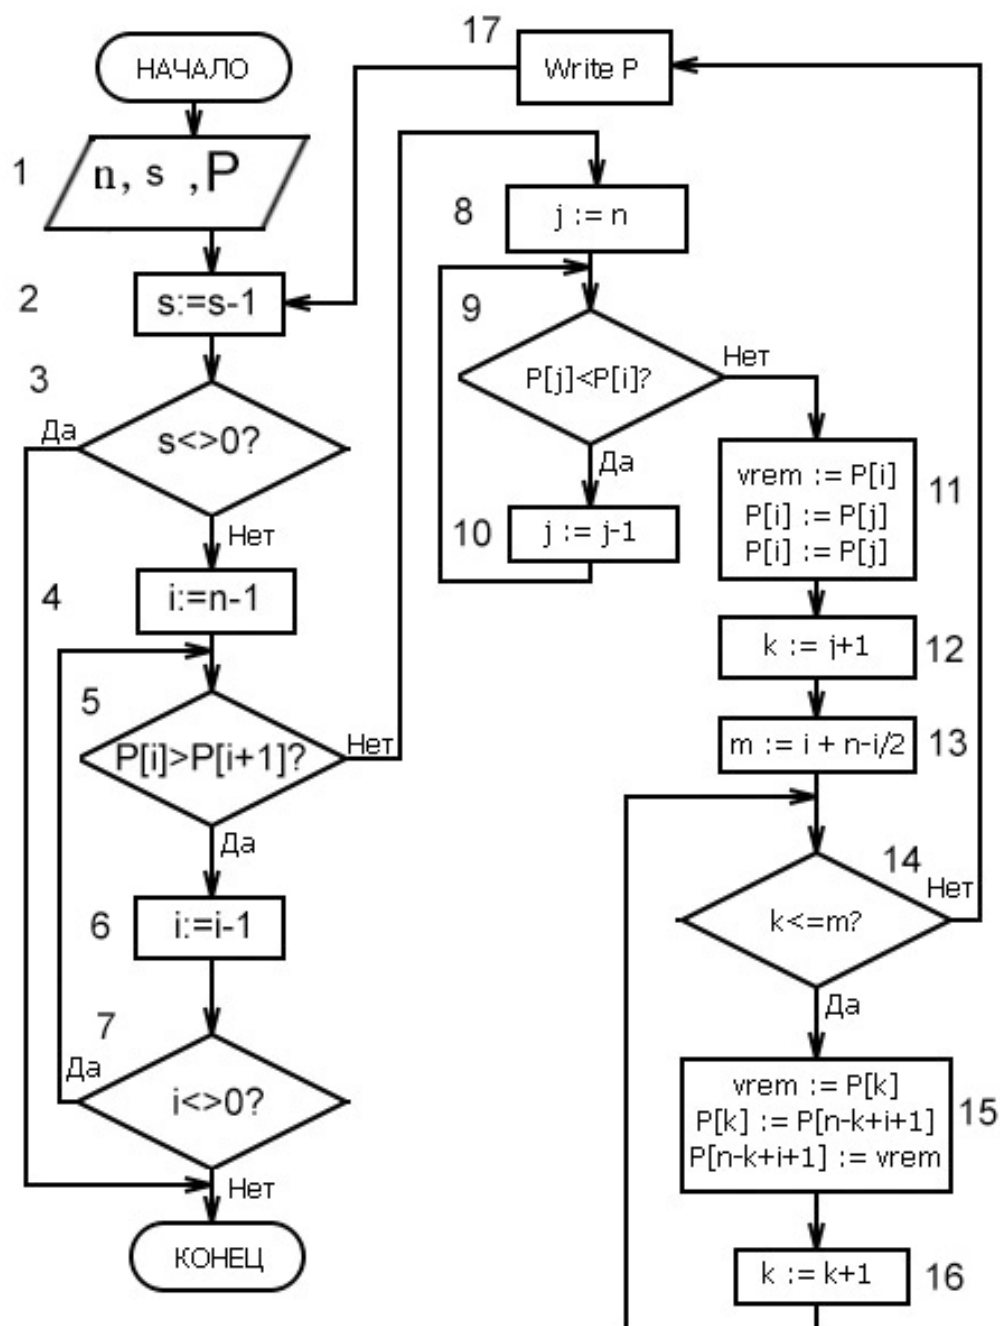 НАЧАЛО
1
n, s ,P
2
s:=s-1
3
s<>0?
Да
Нет
4
i:=n-1
5
P[i]>P[i+1]?
Нет
Да
6
i:=i-1
7
i<>0?
Да
Нет
КОНЕЦ
17
Write P
8
j := n
9
P[j]<P[i]?
Нет
Да
10
j := j-1
11
vrem := P[i]
P[i] := P[j]
P[i] := P[j]
12
k := j+1
13
m := i + n-i/2
14
k<=m?
Нет
Да
15
vrem := P[k]
P[k] := P[n-k+i+1]
P[n-k+i+1] := vrem
16
k := k+1